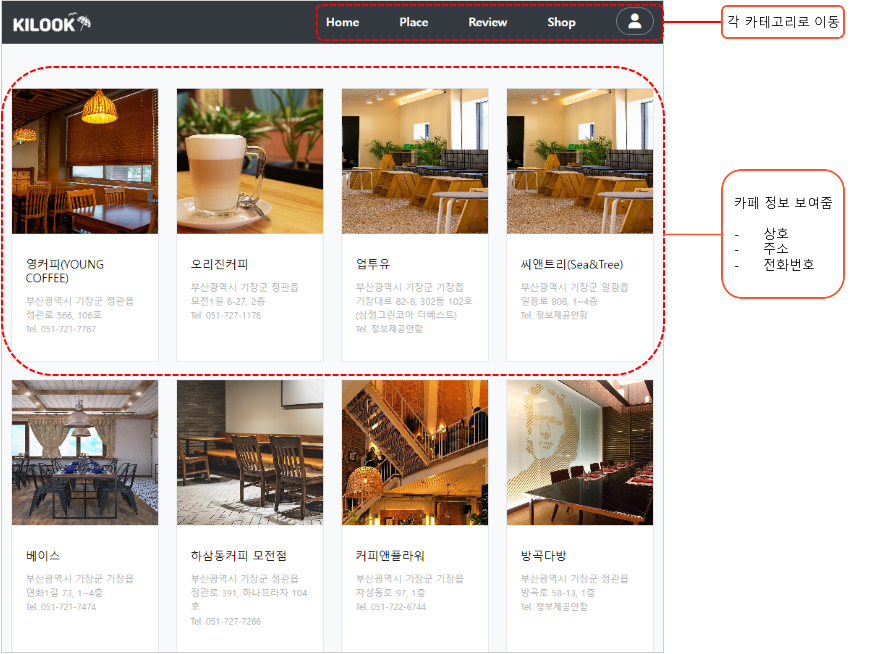 KILOOK
Home Place Review Shop
각 카테고리로 이동
카페 정보 보여줌
- 상호
- 주소
- 전화번호
영커피(YOUNG
COFFEE)
부산광역시 기장군 정관읍
정관로 566, 106호
Tel. 051-721-7767
오리진커피
부산광역시 기장군 정관읍
모전1길 6-27, 2층
Tel. 051-727-1176
업투유
부산광역시 기장군 기장읍
기장대로 82-8, 302동 102호
(삼정그린코아 더베스트)
Tel. 정보제공안함
씨앤트리(Sea&Tree)
부산광역시 기장군 일광읍
일광로 808, 1~4층
Tel. 정보제공안함
베이스
부산광역시 기장군 기장읍
연화1길 73, 1~4층
Tel. 051-721-7474
하삼동커피 모전점
부산광역시 기장군 정관읍
정관로 391, 하나프라자 104
호
Tel. 051-727-7266
커피앤플라워
부산광역시 기장군 기장읍
차성동로 97, 1층
Tel. 051-722-6744
방곡다방
부산광역시 기장군 정관읍
방곡로 58-13, 1층
Tel. 정보제공안함